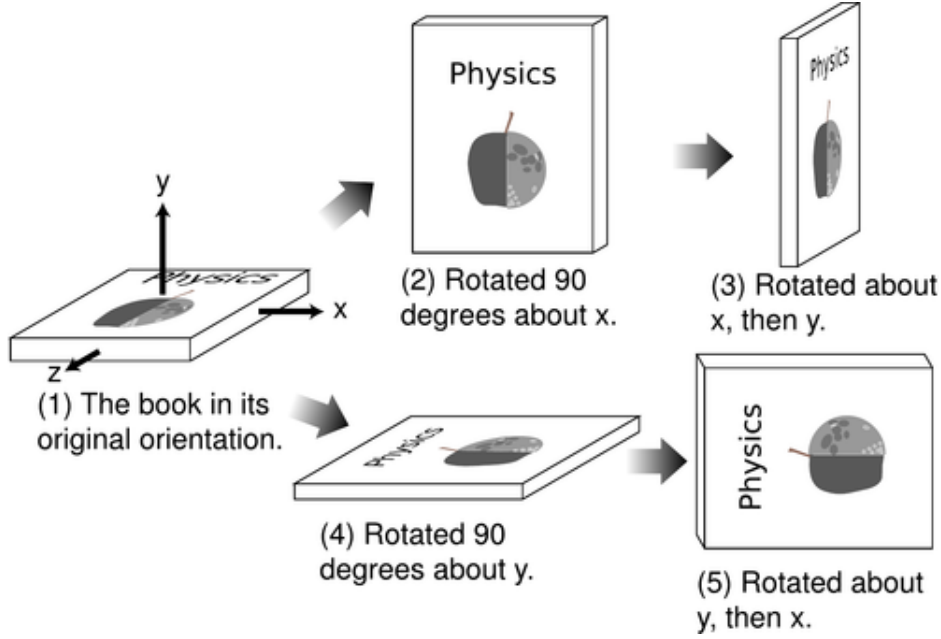 Physics
Physics
y
(2) Rotated 90
degrees about x.
(3) Rotated about
x, then y.
Physics
x
z
(1) The book in its
original orientation.
Physics
(4) Rotated 90
degrees about y.
Physics
(5) Rotated about
y, then x.